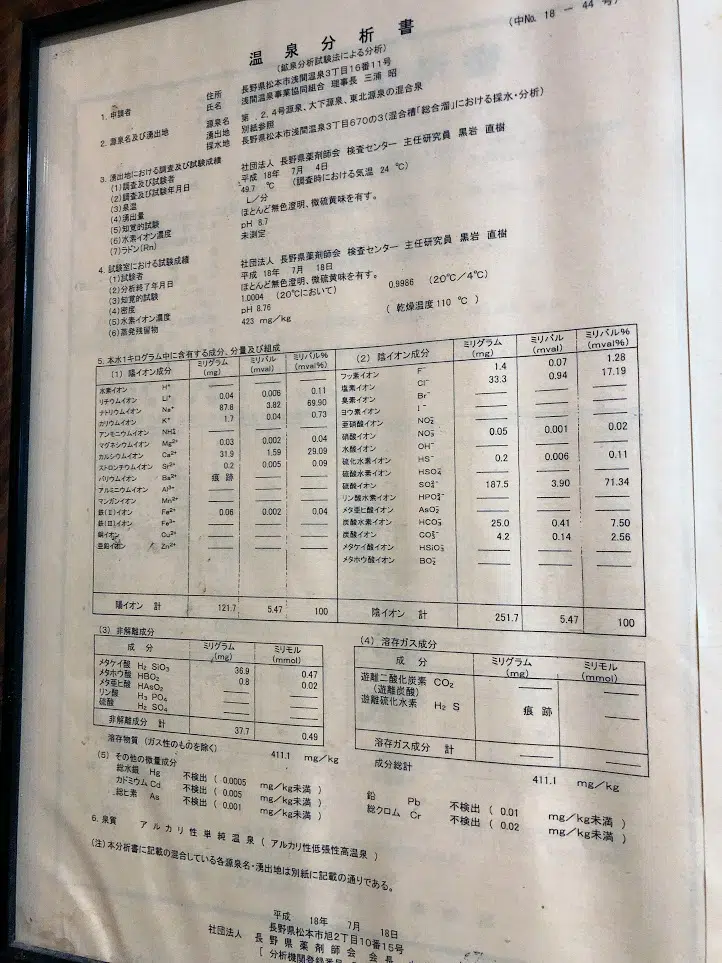 (中No. 18 - 44 号)
温泉分析書
(鉱泉分析試験法による分析)
1. 申請者 住所 長野県松本市浅間温泉3丁目16番11号
氏名 浅間温泉事業協同組合 理事長 三浦 昭
2. 源泉名及び湧出地 源泉名 第 . 2. 4号源泉、大下源泉、東北源泉の混合泉
湧出地 別紙参照
採水地 長野県松本市浅間温泉3丁目670の3(混合槽「総合溜」における採水・分析)
3. 湧出地における調査及び試験成績
(1)調査及び試験者 社団法人 長野県薬剤師会 検査センター 主任研究員 黒岩 直樹
(2)調査及び試験年月日 平成 18年 7月 4日
(3)泉温 49.7 ℃ (調査時における気温 24 ℃)
(4)湧出量 L/分
(5)知覚的試験 ほとんど無色澄明、微硫黄味を有す。
(6)水素イオン濃度 pH 8.7
(7)ラドン(Rn) 未測定
4. 試験室における試験成績
(1)試験者 社団法人 長野県薬剤師会 検査センター 主任研究員 黒岩 直樹
(2)分析終了年月日 平成 18年 7月 18日
(3)知覚的試験 ほとんど無色澄明、微硫黄味を有す。
(4)密度 1.0004 (20℃において) 0.9986 (20℃/4℃)
(5)水素イオン濃度 pH 8.76
(6)蒸発残留物 423 mg/kg (乾燥温度110 ℃)
5. 本水1キログラム中に含有する成分、分量及び組成
(1) 陽イオン成分 ミリグラム(mg) ミリバル(mval) ミリバル%(mval%)
水素イオン H⁺ — — —
リチウムイオン Li⁺ 0.04 0.006 0.11
ナトリウムイオン Na⁺ 87.8 3.82 69.90
カリウムイオン K⁺ 1.7 0.04 0.73
アンモニウムイオン NH₄⁺ — — —
マグネシウムイオン Mg²⁺ 0.03 0.002 0.04
カルシウムイオン Ca²⁺ 31.9 1.59 29.09
ストロンチウムイオン Sr²⁺ 0.2 0.005 0.09
バリウムイオン Ba²⁺ 痕跡 — —
アルミニウムイオン Al³⁺ — — —
マンガンイオン Mn²⁺ — — —
鉄(Ⅱ)イオン Fe²⁺ 0.06 0.002 0.04
鉄(Ⅲ)イオン Fe³⁺ — — —
銅イオン Cu²⁺ — — —
亜鉛イオン Zn²⁺ — — —
陽イオン 計 121.7 5.47 100
(2) 陰イオン成分 ミリグラム(mg) ミリバル(mval) ミリバル%(mval%)
フッ素イオン F⁻ 1.4 0.07 1.28
塩素イオン Cl⁻ 33.3 0.94 17.19
臭素イオン Br⁻ — — —
ヨウ素イオン I⁻ — — —
亜硝酸イオン NO₂⁻ — — —
硝酸イオン NO₃⁻ 0.05 0.001 0.02
水酸イオン OH⁻ — — —
硫化水素イオン HS⁻ 0.2 0.006 0.11
硫酸水素イオン HSO₄⁻ — — —
硫酸イオン SO₄²⁻ 187.5 3.90 71.34
リン酸水素イオン HPO₄²⁻ — — —
メタ亜ヒ酸イオン AsO₂⁻ — — —
炭酸水素イオン HCO₃⁻ 25.0 0.41 7.50
炭酸イオン CO₃²⁻ 4.2 0.14 2.56
メタケイ酸イオン HSiO₃⁻ — — —
メタホウ酸イオン BO₂⁻ — — —
陰イオン 計 251.7 5.47 100
(3) 非解離成分
成分 ミリグラム(mg) ミリモル(mmol)
メタケイ酸 H₂ SiO₃ 36.9 0.47
メタホウ酸 HBO₂ 0.8 0.02
メタ亜ヒ酸 HAsO₂ — —
リン酸 H₃ PO₄ — —
硫酸 H₂ SO₄ — —
非解離成分 計 37.7 0.49
溶存物質 (ガス性のものを除く) 411.1 mg/kg
(4) 溶存ガス成分
成分 ミリグラム(mg) ミリモル(mmol)
遊離二酸化炭素 CO₂ — —
(遊離炭酸)
遊離硫化水素 H₂ S 痕跡 —
溶存ガス成分 計 — —
成分総計 411.1 mg/kg
(5) その他の微量成分
総水銀 Hg 不検出 ( 0.0005 mg/kg未満 )
カドミウム Cd 不検出 ( 0.005 mg/kg未満 )
総ヒ素 As 不検出 ( 0.001 mg/kg未満 )
鉛 Pb 不検出 ( 0.01 mg/kg未満 )
総クロム Cr 不検出 ( 0.02 mg/kg未満 )
6. 泉質 アルカリ性単純温泉 ( アルカリ性低張性高温泉 )
(注)本分析書に記載の混合している各源泉名・湧出地は別紙に記載の通りである。
平成 18年 7月 18日
長野県松本市旭2丁目10番15号
社団法人 長野県薬剤師会 会長
[ 分析機関登録番号